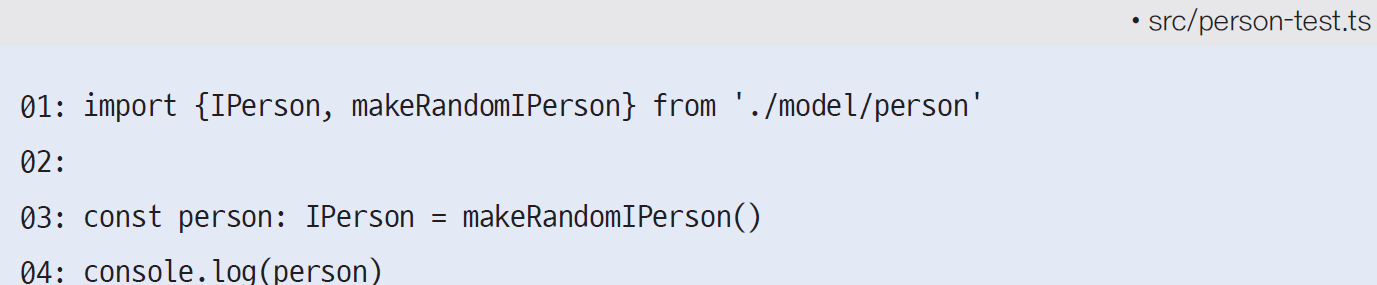 • src/person-test.ts
01: import {IPerson, makeRandomIPerson} from './model/person'
02:
03: const person: IPerson = makeRandomIPerson()
04: console.log(person)